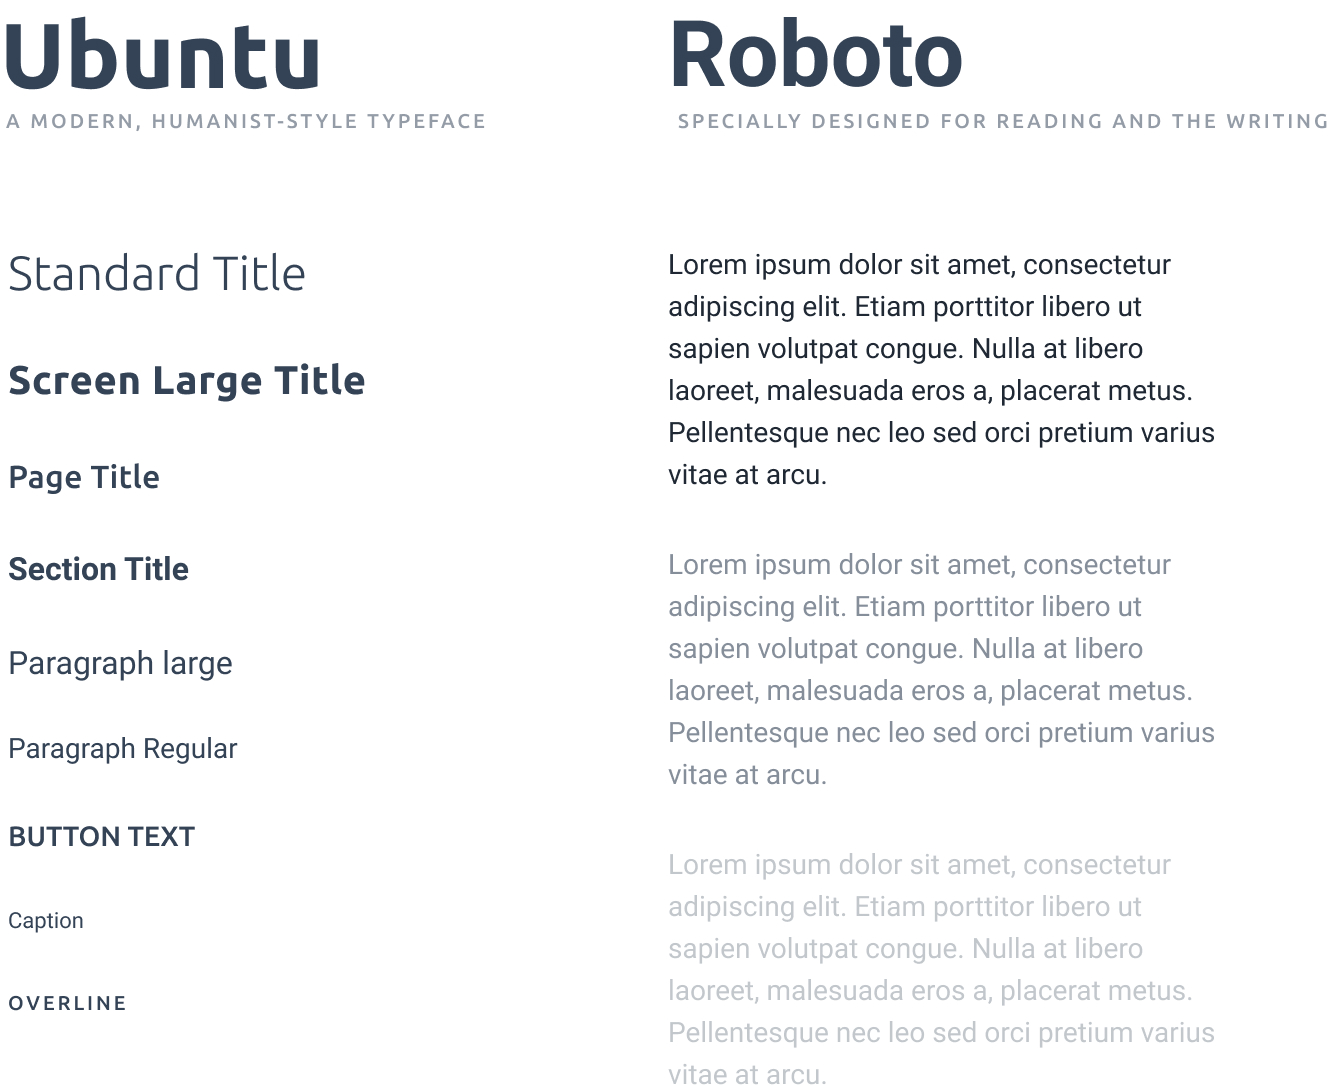 Ubuntu
A MODERN, HUMANIST-STYLE TYPEFACE
Standard Title
Screen Large Title
Page Title
Section Title
Paragraph large
Paragraph Regular
BUTTON TEXT
Caption
OVERLINE
Roboto
SPECIALLY DESIGNED FOR READING AND THE WRITING
Lorem ipsum dolor sit amet, consectetur
adipiscing elit. Etiam porttitor libero ut
sapien volutpat congue. Nulla at libero
laoreet, malesuada eros a, placerat metus.
Pellentesque nec leo sed orci pretium varius
vitae at arcu.
Lorem ipsum dolor sit amet, consectetur
adipiscing elit. Etiam porttitor libero ut
sapien volutpat congue. Nulla at libero
laoreet, malesuada eros a, placerat metus.
Pellentesque nec leo sed orci pretium varius
vitae at arcu.
Lorem ipsum dolor sit amet, consectetur
adipiscing elit. Etiam porttitor libero ut
sapien volutpat congue. Nulla at libero
laoreet, malesuada eros a, placerat metus.
Pellentesque nec leo sed orci pretium varius
vitae at arcu.